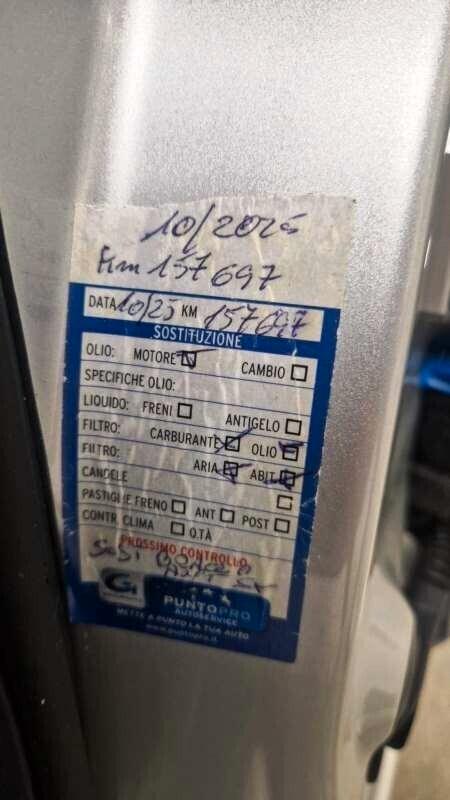 10/2025
Km 157697
DATA 10/25 KM 157697
SOSTITUZIONE
OLIO: MOTORE ☑ CAMBIO ☐
SPECIFICHE OLIO:
LIQUIDO: FRENI ☐ ANTIGELO ☐
FILTRO: CARBURANTE ☑ OLIO ☑
FILTRO: ARIA ☑ ABIT ☑
CANDELE ☐
PASTIGLIE FRENO ☐ ANT ☐ POST ☐
CONTR. CLIMA ☐ Q.TÀ
PROSSIMO CONTROLLO
G
PUNTOPRO
AUTOSERVICE
METTE A PUNTO LA TUA AUTO
www.puntopro.it